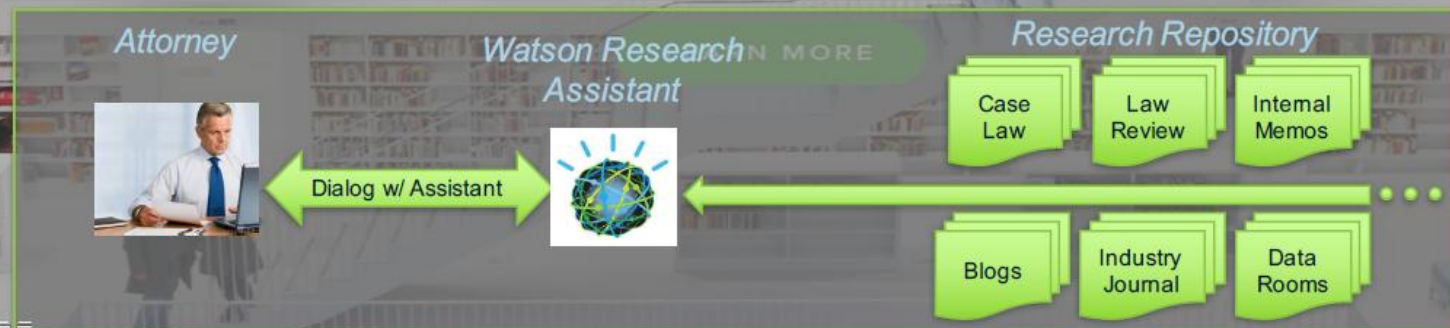 Attorney
Watson Research
Assistant
N MORE
Research Repository
Case
Law
Law
Review
Internal
Memos
Dialog w/ Assistant
Blogs
Industry
Journal
Data
Rooms